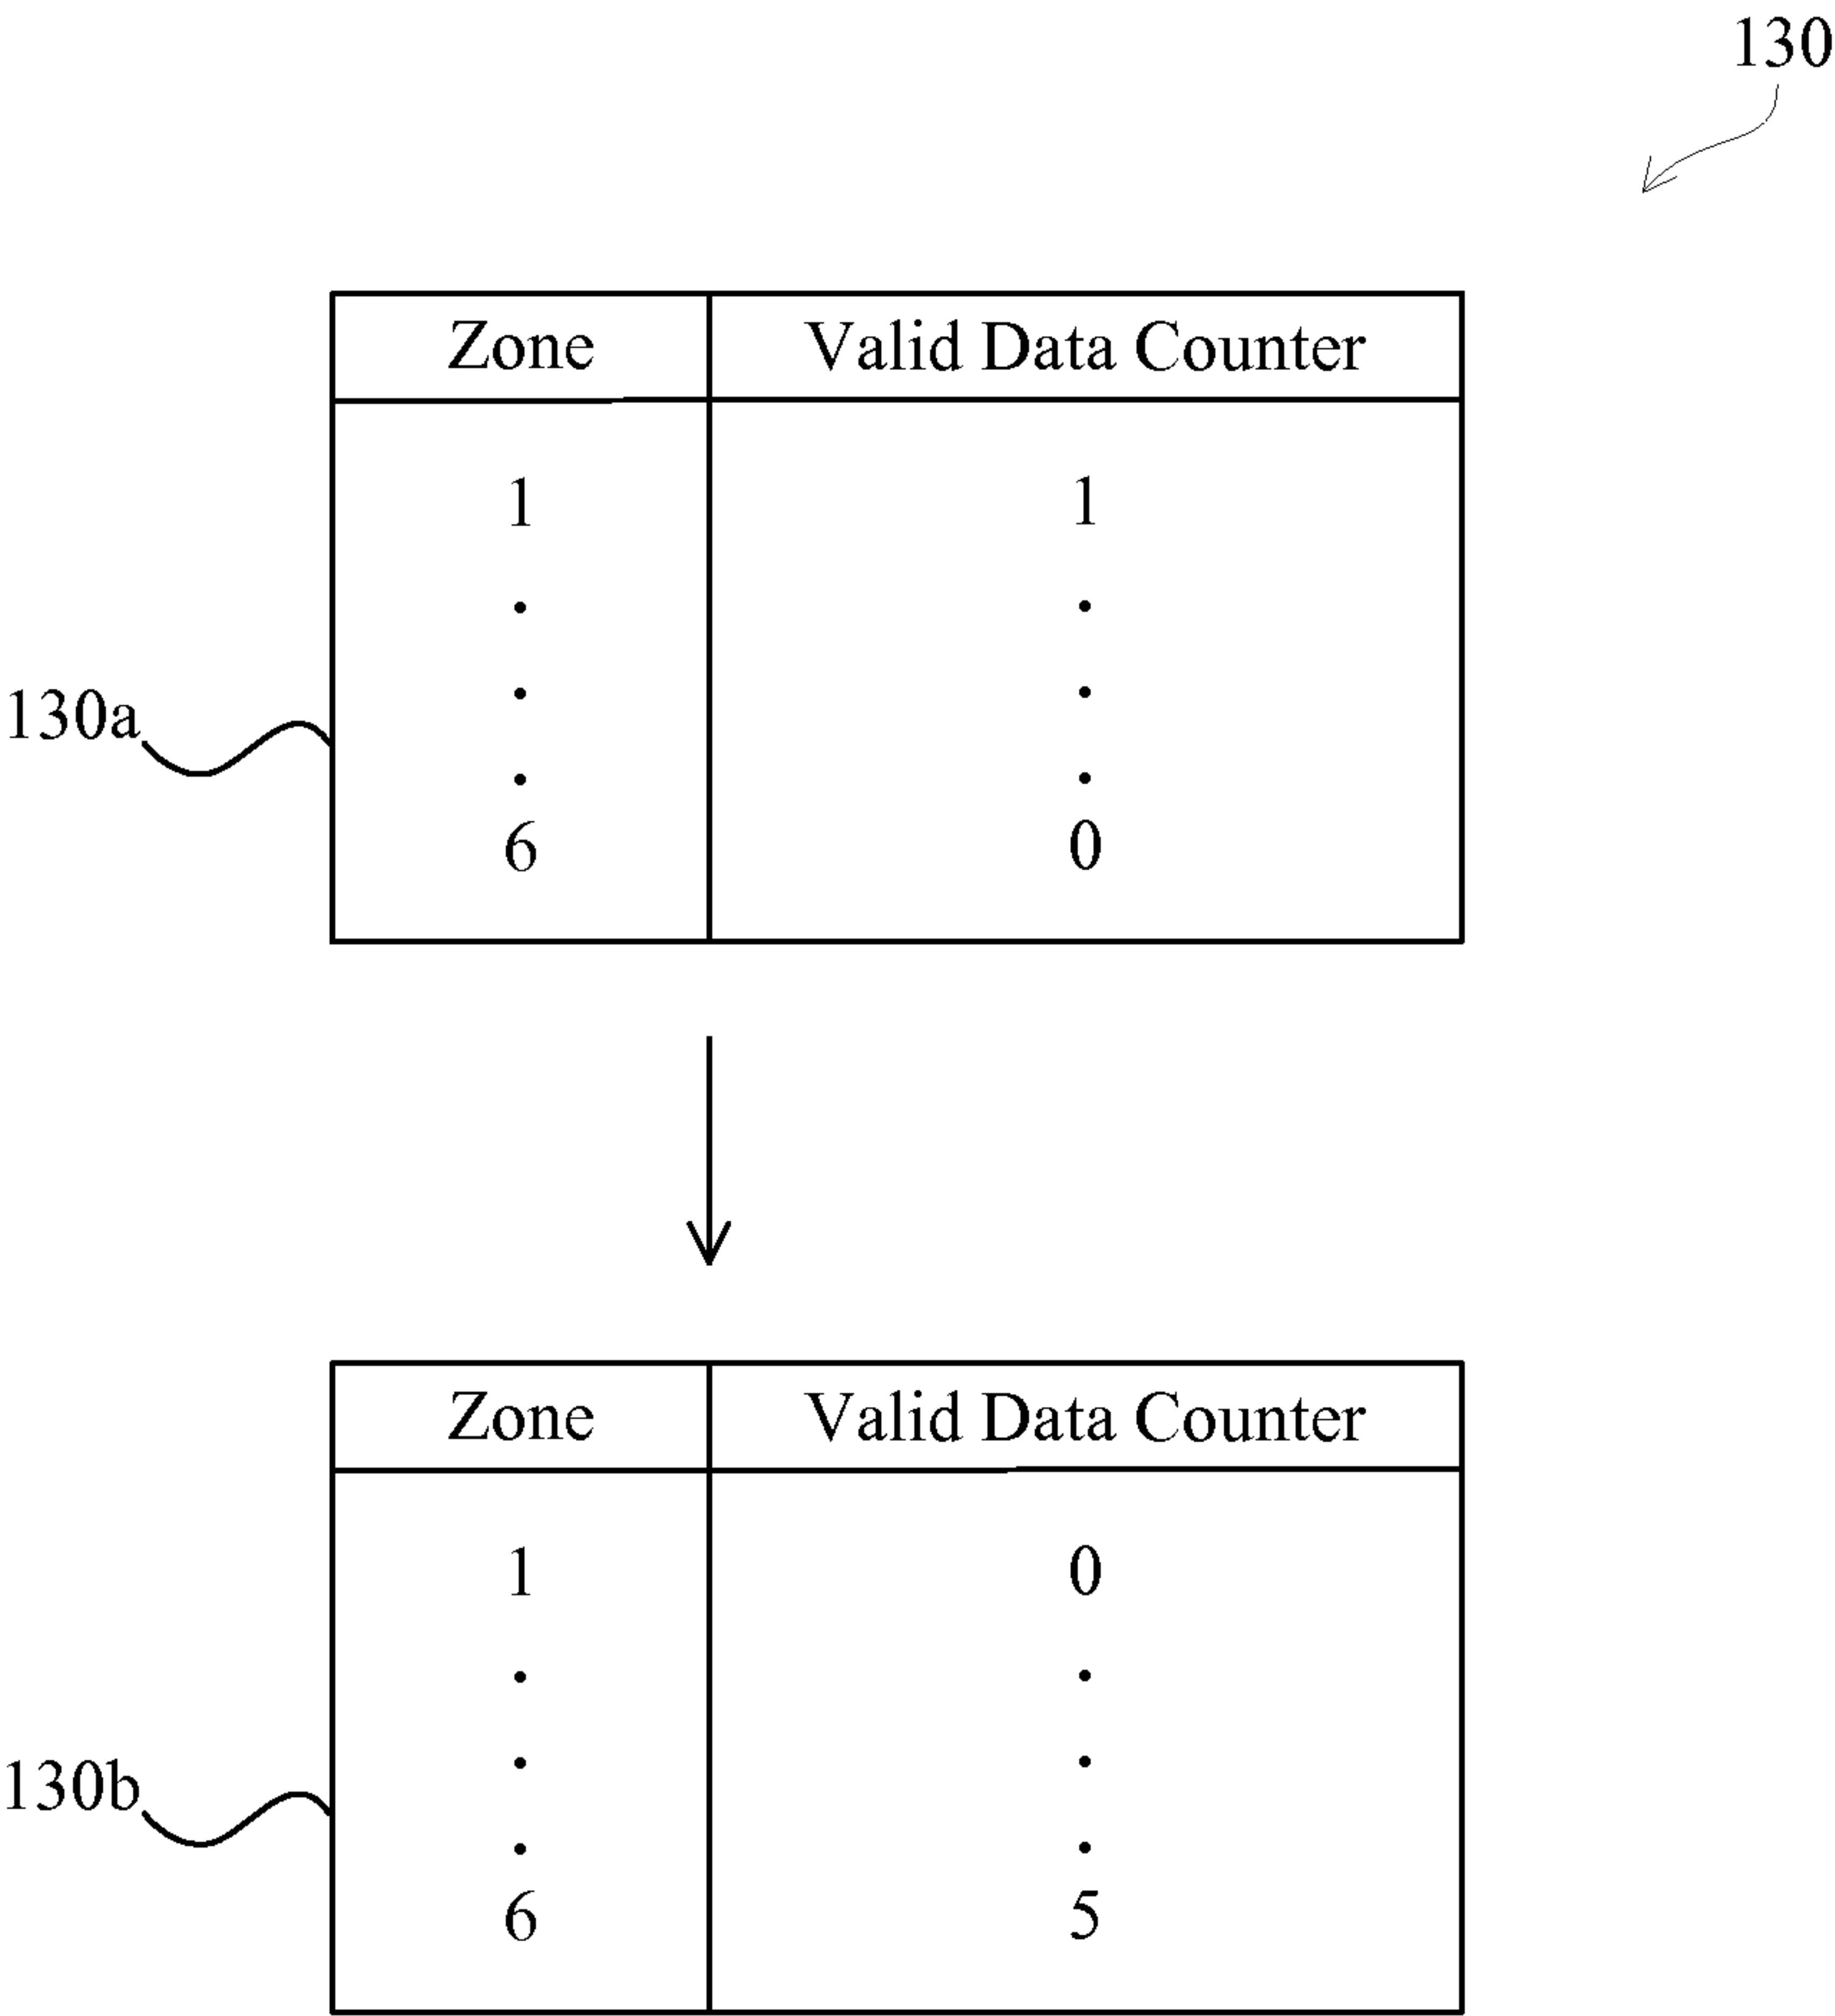 130
Zone Valid Data Counter
1 1
. .
. .
130a
. .
6 0
Zone Valid Data Counter
1 0
. .
. .
130b
. .
6 5